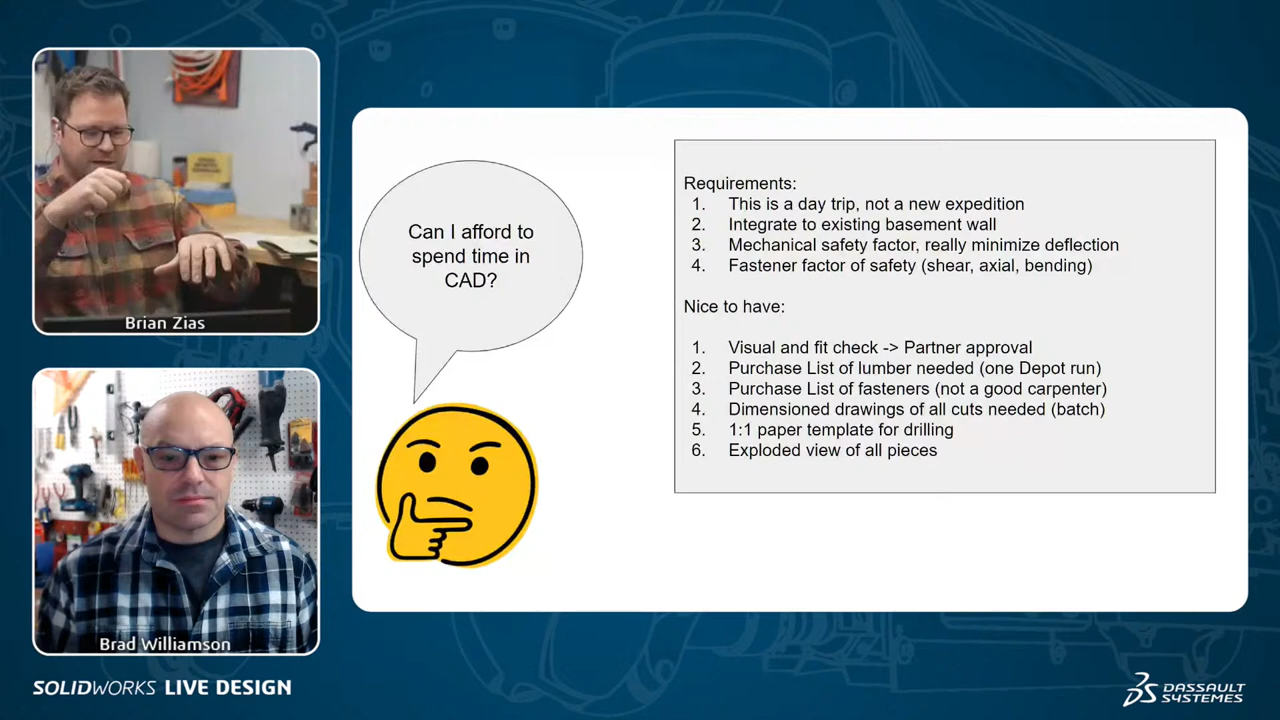 Brian Zias
Brad Williamson
Can I afford to
spend time in
CAD?
Requirements:
1. This is a day trip, not a new expedition
2. Integrate to existing basement wall
3. Mechanical safety factor, really minimize deflection
4. Fastener factor of safety (shear, axial, bending)
Nice to have:
1. Visual and fit check -> Partner approval
2. Purchase List of lumber needed (one Depot run)
3. Purchase List of fasteners (not a good carpenter)
4. Dimensioned drawings of all cuts needed (batch)
5. 1:1 paper template for drilling
6. Exploded view of all pieces
SOLIDWORKS LIVE DESIGN
DASSAULT
SYSTEMES